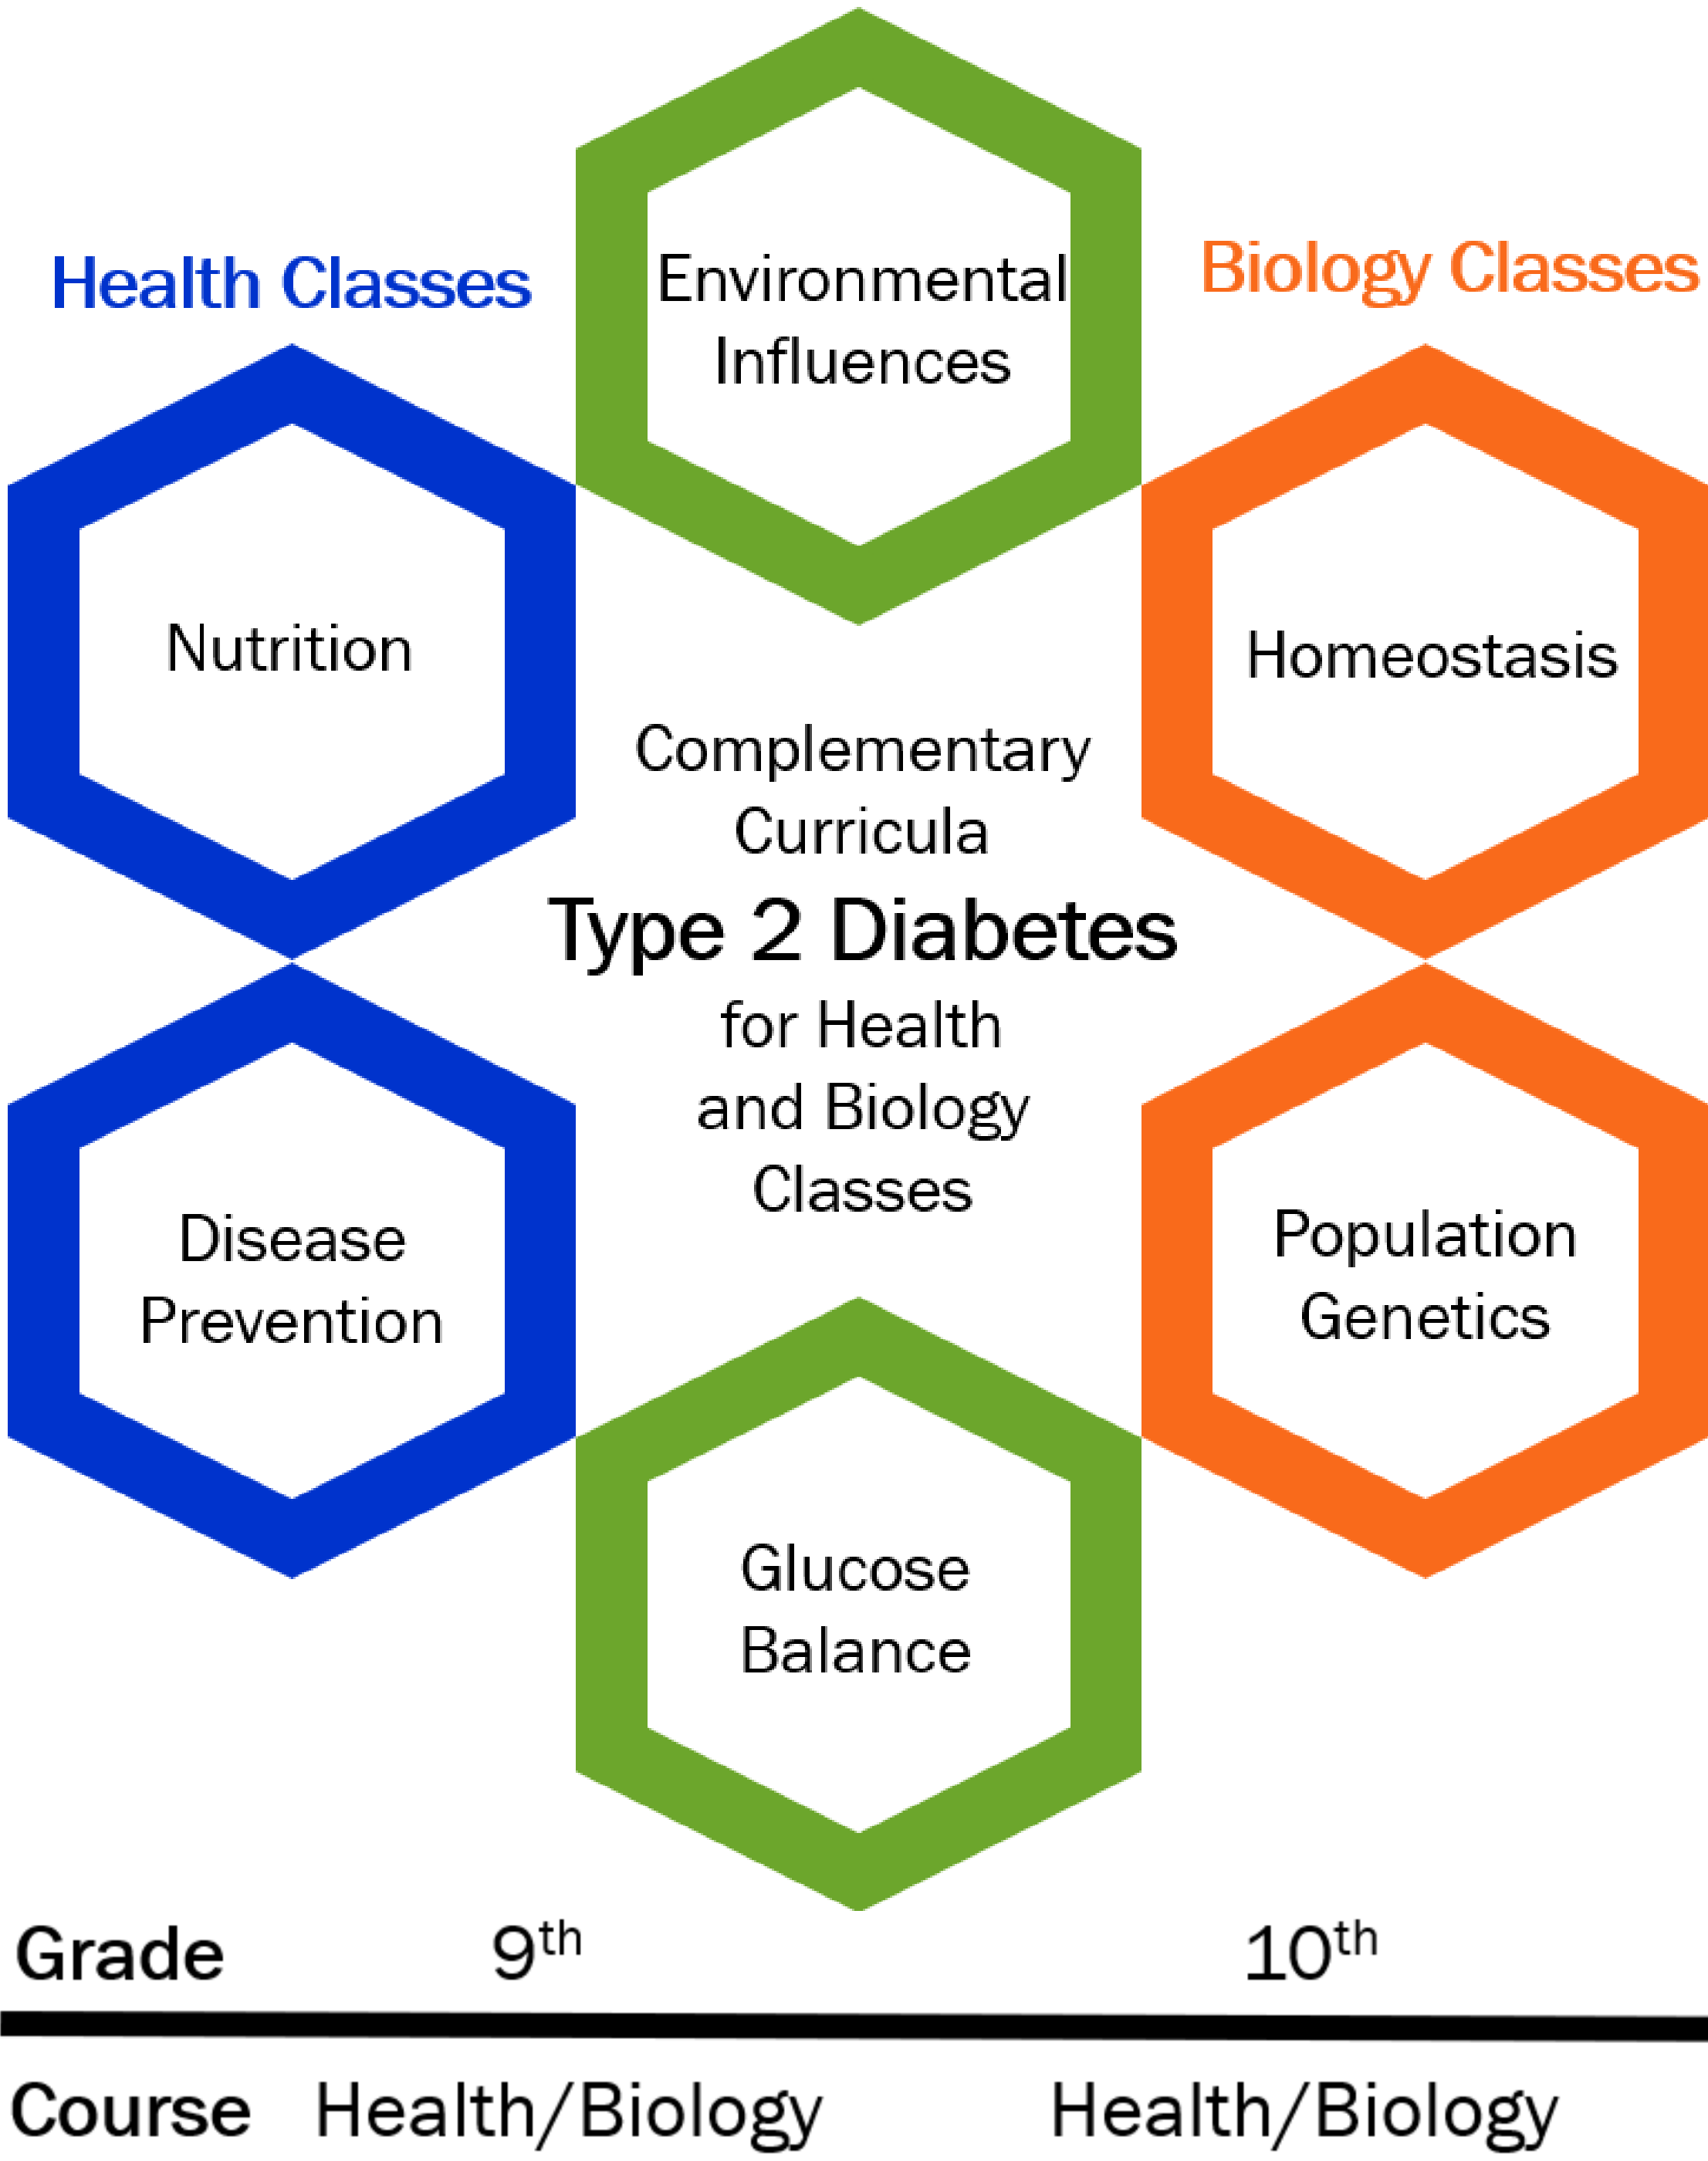 Environmental
Influences
Health Classes
Biology Classes
Nutrition
Homeostasis
Complementary
Curricula
Type 2 Diabetes
for Health
and Biology
Classes
Disease
Prevention
Population
Genetics
Glucose
Balance
Grade 9th 10th
Course Health/Biology Health/Biology